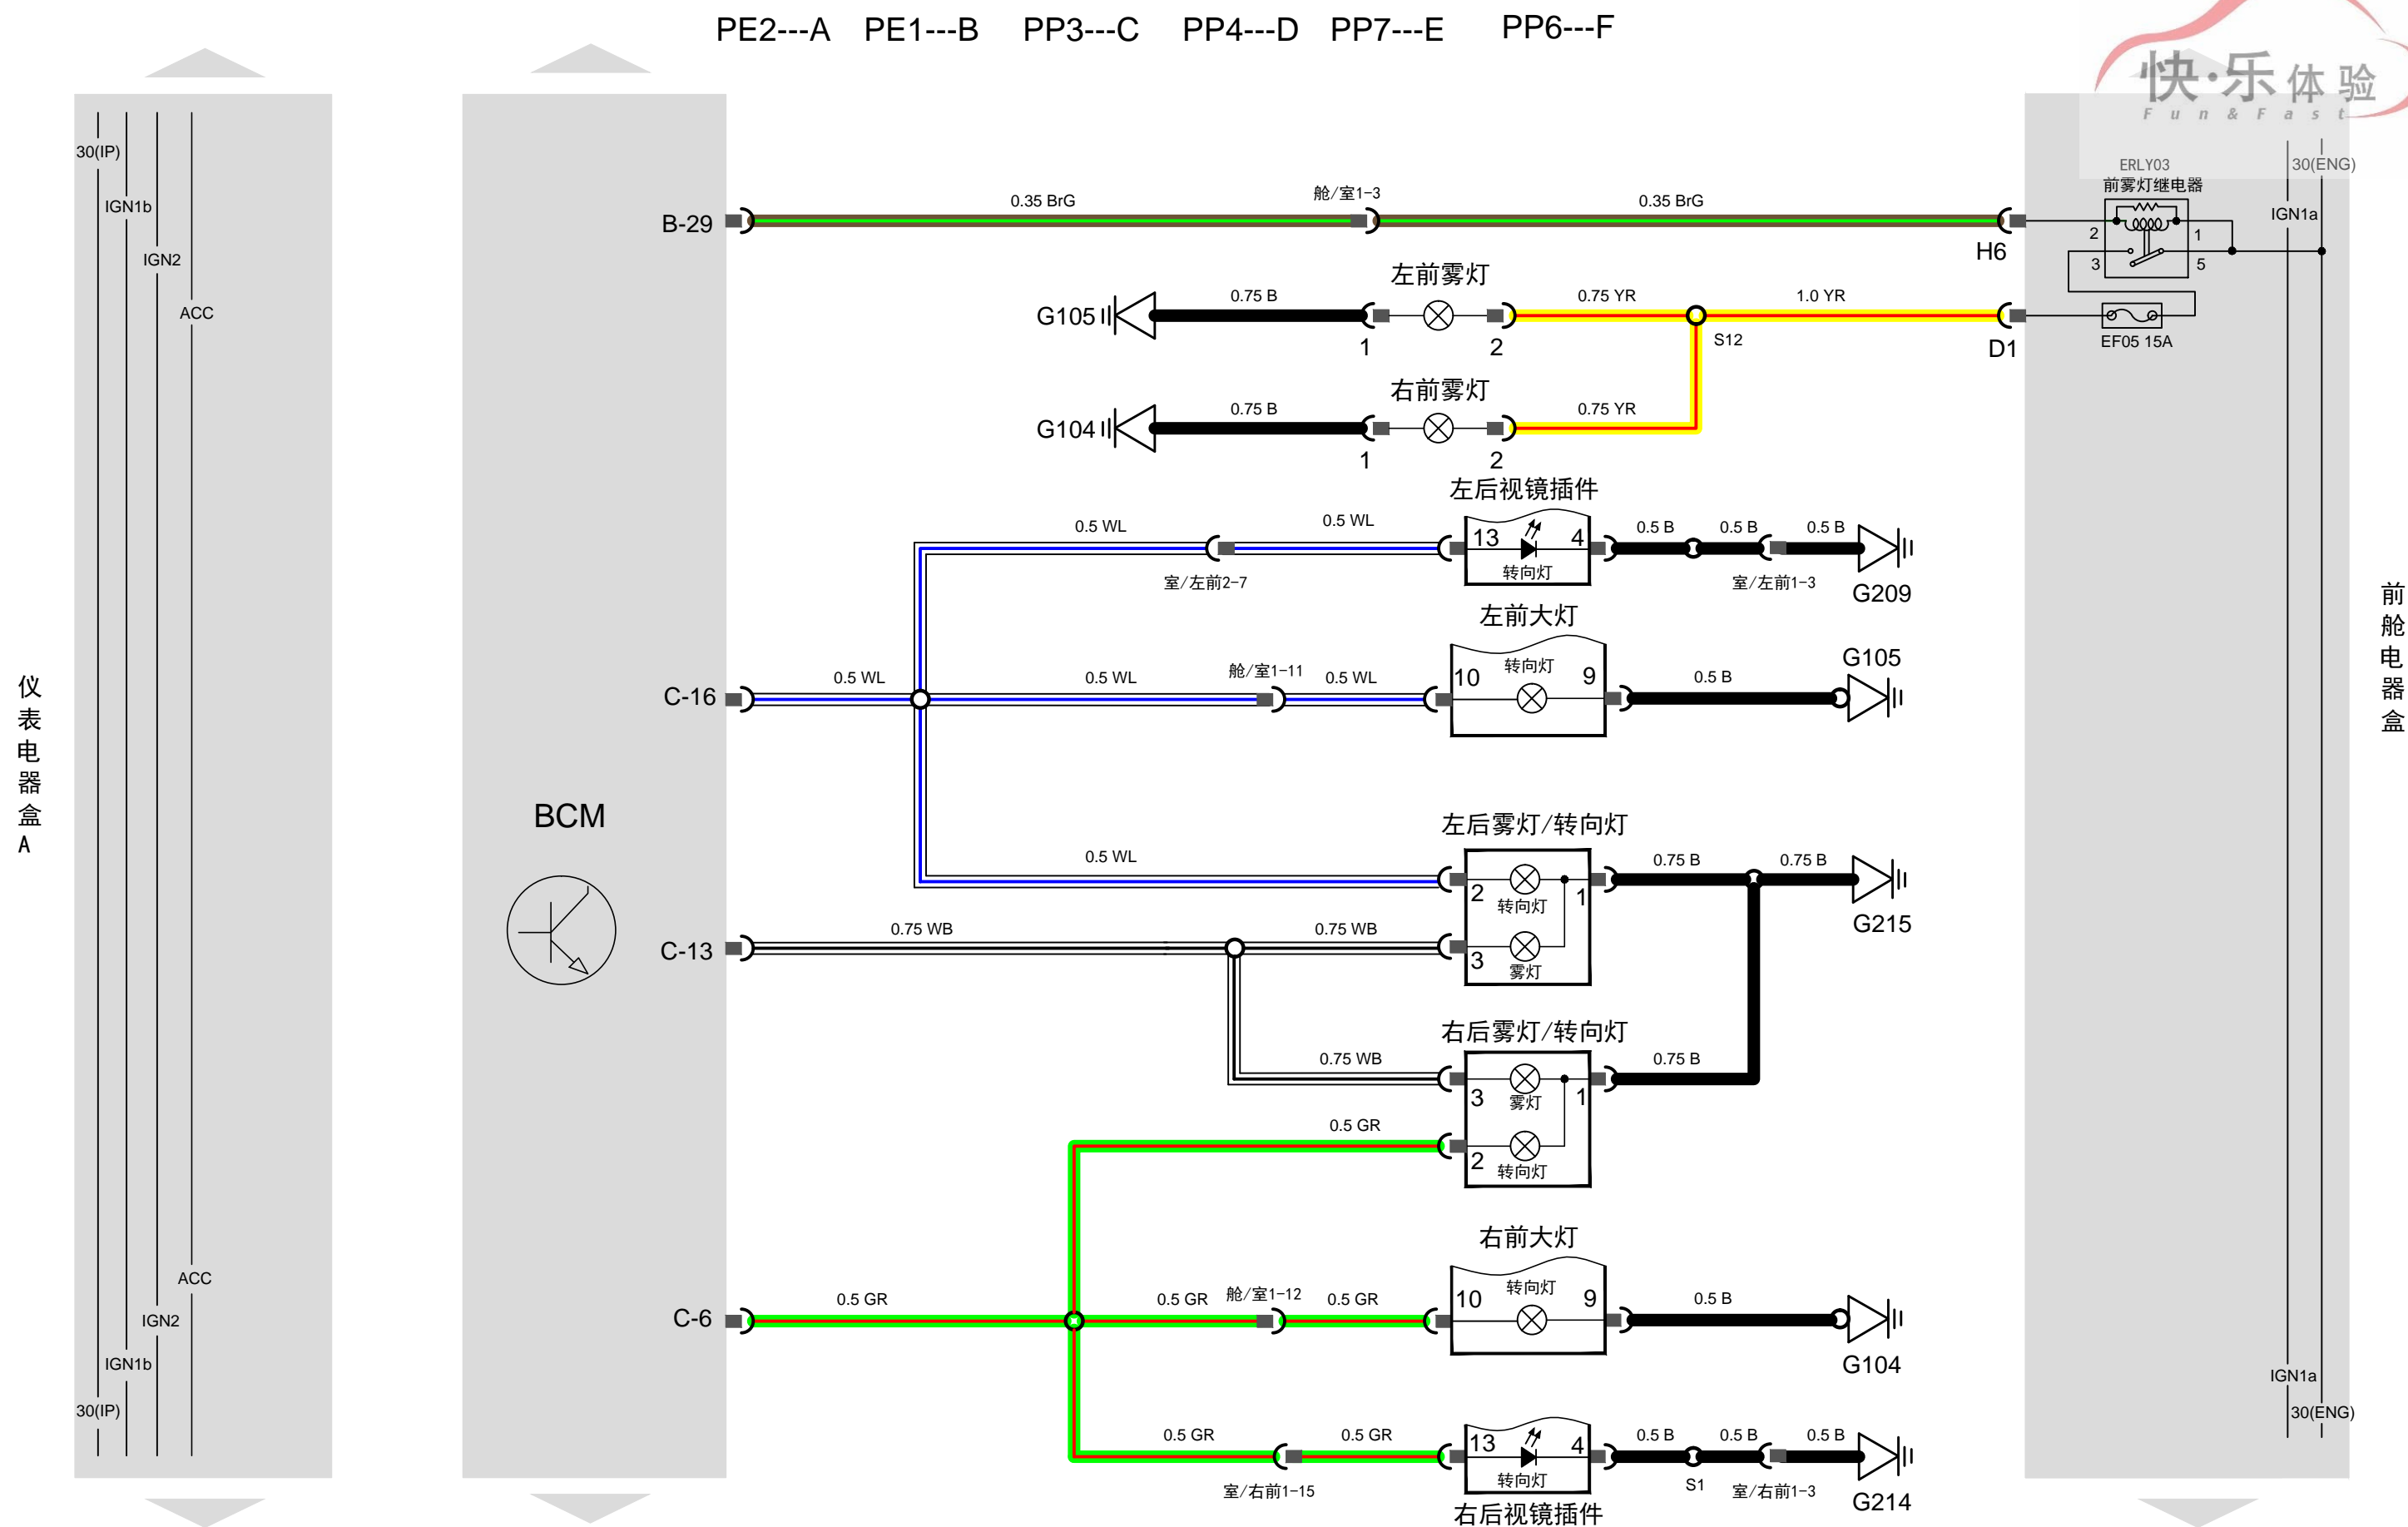 PE2---A PE1---B PP3---C PP4---D PP7---E PP6---F
快·乐体验
Fun&Fast
30(IP)
IGN1b
IGN2
ACC
ERLY03
前雾灯继电器
30(ENG)
IGN1a
2 1
3 5
B-29
0.35 BrG
舱/室1-3
0.35 BrG
H6
左前雾灯
G105
0.75 B
1
2
0.75 YR
S12
1.0 YR
D1
EF05 15A
右前雾灯
G104
0.75 B
1
2
0.75 YR
左后视镜插件
0.5 WL
室/左前2-7
0.5 WL
13
4
转向灯
0.5 B
0.5 B
室/左前1-3
0.5 B
G209
左前大灯
C-16
0.5 WL
0.5 WL
舱/室1-11
0.5 WL
10
转向灯
9
0.5 B
G105
仪表电器盒A
前舱电器盒
BCM
左后雾灯/转向灯
0.5 WL
2
转向灯
1
0.75 B
0.75 B
G215
C-13
0.75 WB
0.75 WB
3
雾灯
右后雾灯/转向灯
0.75 WB
3
雾灯
1
0.75 B
0.5 GR
2
转向灯
右前大灯
C-6
0.5 GR
0.5 GR
舱/室1-12
0.5 GR
10
转向灯
9
0.5 B
G104
0.5 GR
室/右前1-15
0.5 GR
13
4
转向灯
右后视镜插件
0.5 B
S1
0.5 B
室/右前1-3
0.5 B
G214
ACC
IGN2
IGN1b
30(IP)
IGN1a
30(ENG)